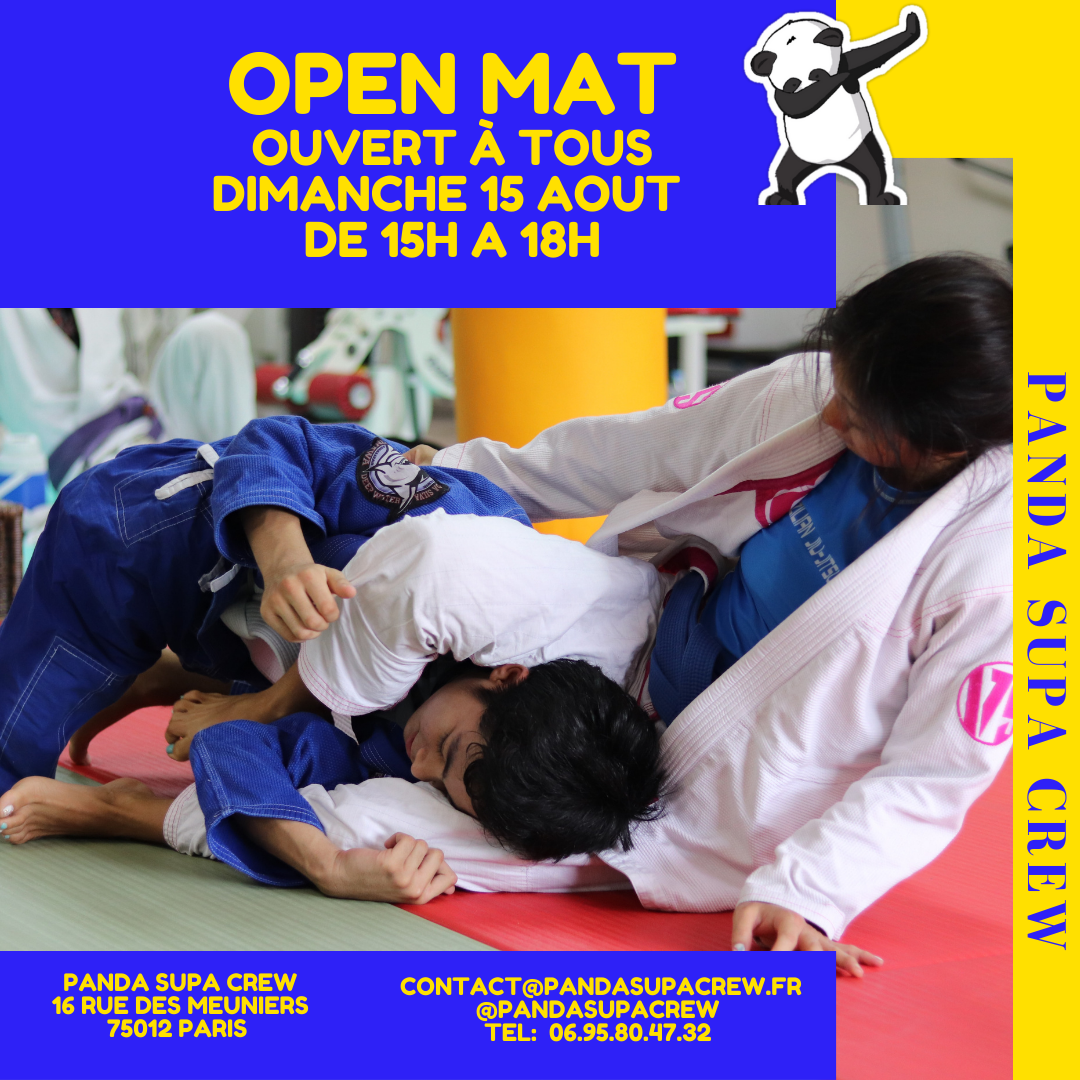 OPEN MAT
OUVERT À TOUS
DIMANCHE 15 AOUT
DE 15H A 18H
PANDA SUPA CREW
PANDA SUPA CREW
16 RUE DES MEUNIERS
75012 PARIS
CONTACT@PANDASUPACREW.FR
@PANDASUPACREW
TEL: 06.95.80.47.32